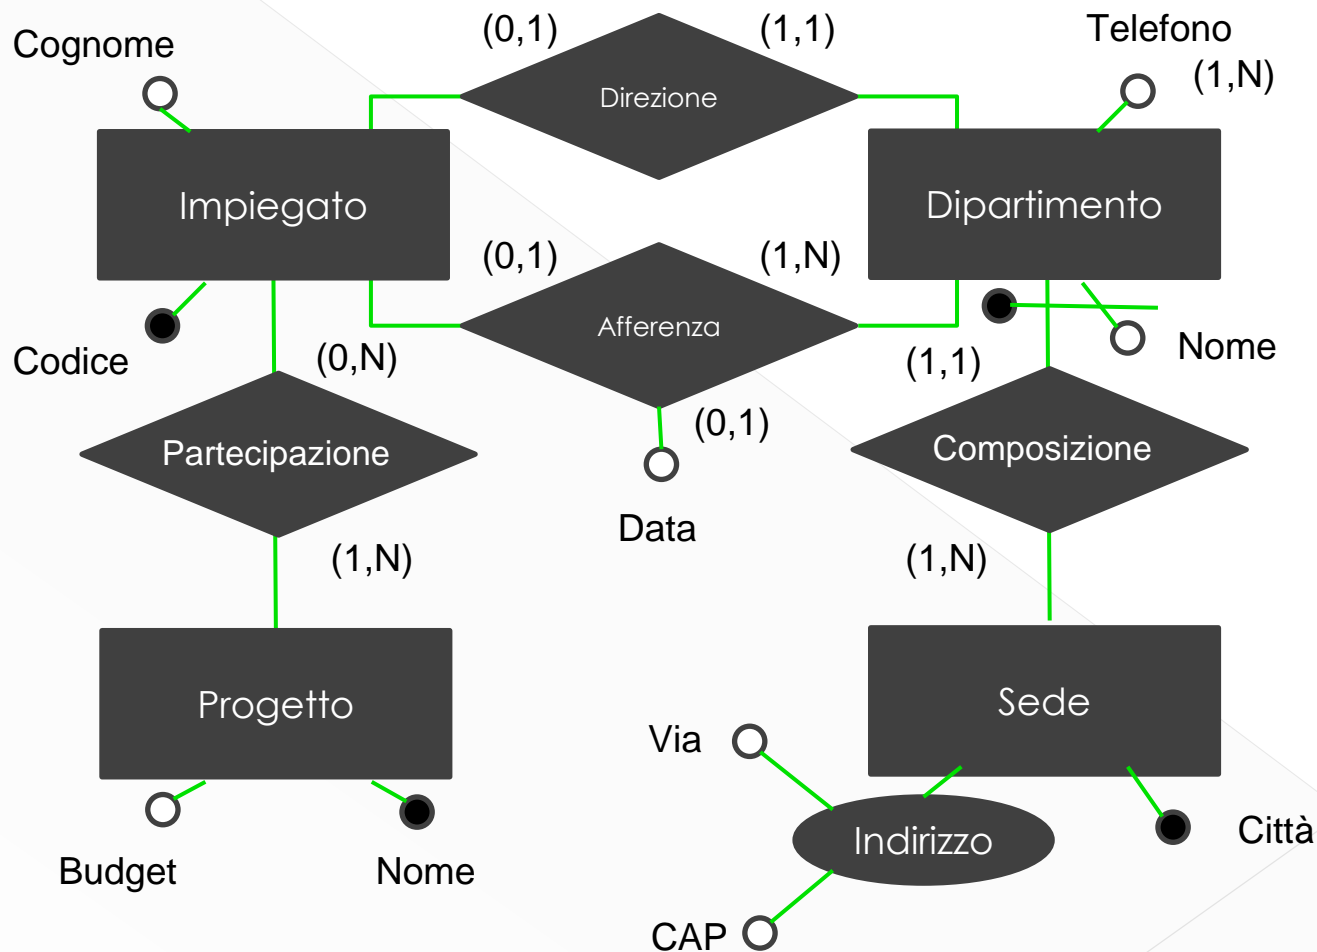 (0,1)
(1,1)
Telefono
Cognome
(1,N)
Direzione
Impiegato
Dipartimento
(0,1)
(1,N)
Afferenza
Codice
(0,N)
(1,1)
Nome
(0,1)
Partecipazione
Composizione
Data
(1,N)
(1,N)
Progetto
Sede
Via
Indirizzo
Città
Budget
Nome
CAP